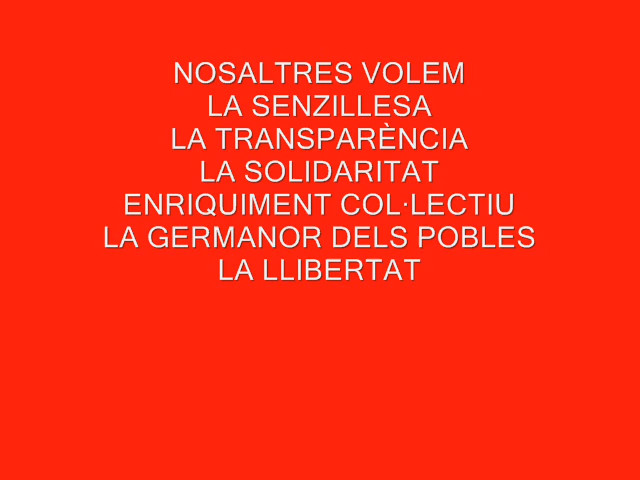 NOSALTRES VOLEM
LA SENZILLESA
LA TRANSPARÈNCIA
LA SOLIDARITAT
ENRIQUIMENT COL·LECTIU
LA GERMANOR DELS POBLES
LA LLIBERTAT